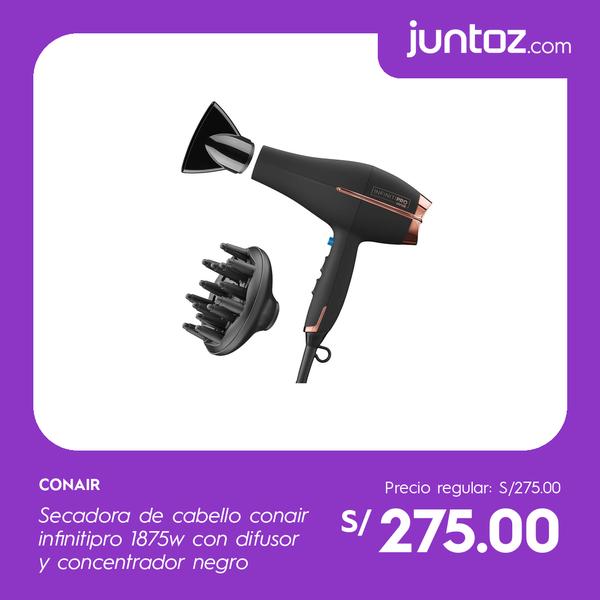 juntoz.com
INFINITIPRO
CONAIR
Precio regular: S/275.00
Secadora de cabello conair
infinitipro 1875w con difusor
y concentrador negro
S/ 275.00